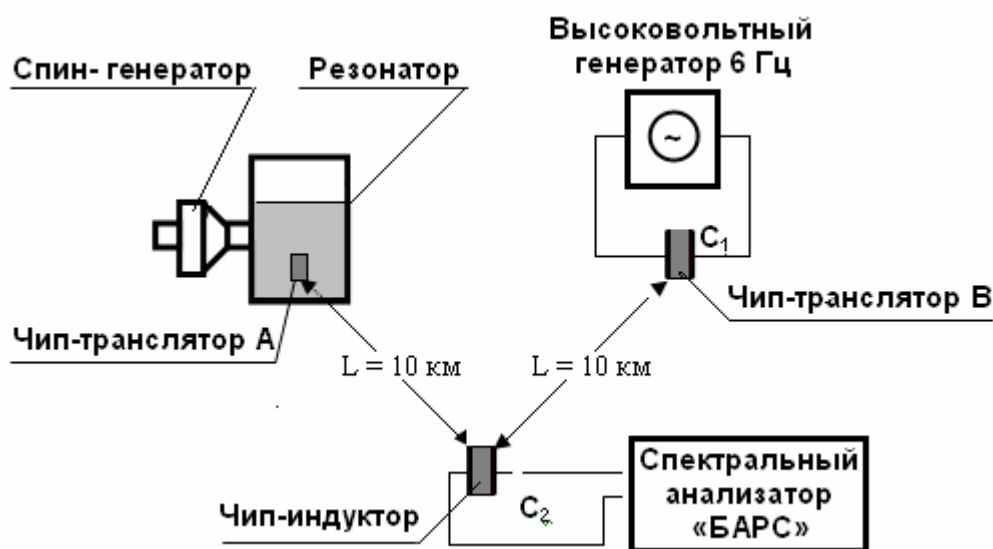 Высоковольтный
генератор 6 Гц
Спин- генератор
Резонатор
~
C1
Чип-транслятор А
Чип-транслятор В
L = 10 км
L = 10 км
Чип-индуктор
C2
Спектральный
анализатор
«БАРС»